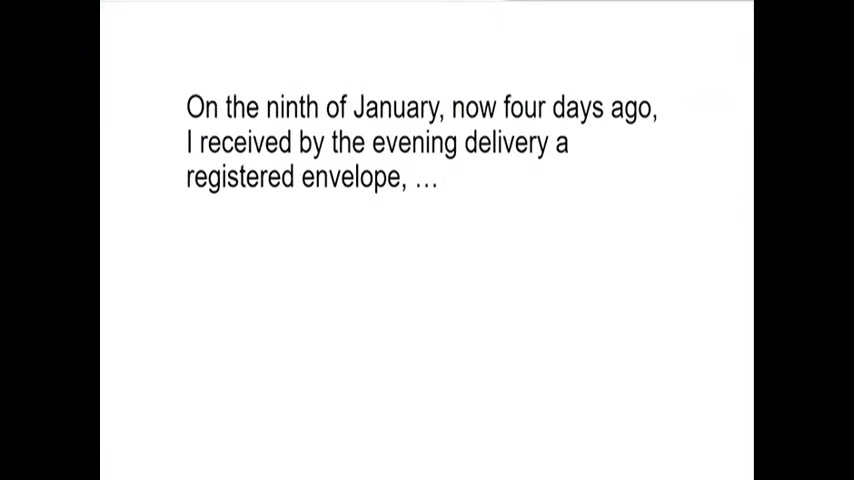 On the ninth of January, now four days ago,
I received by the evening delivery a
registered envelope, …